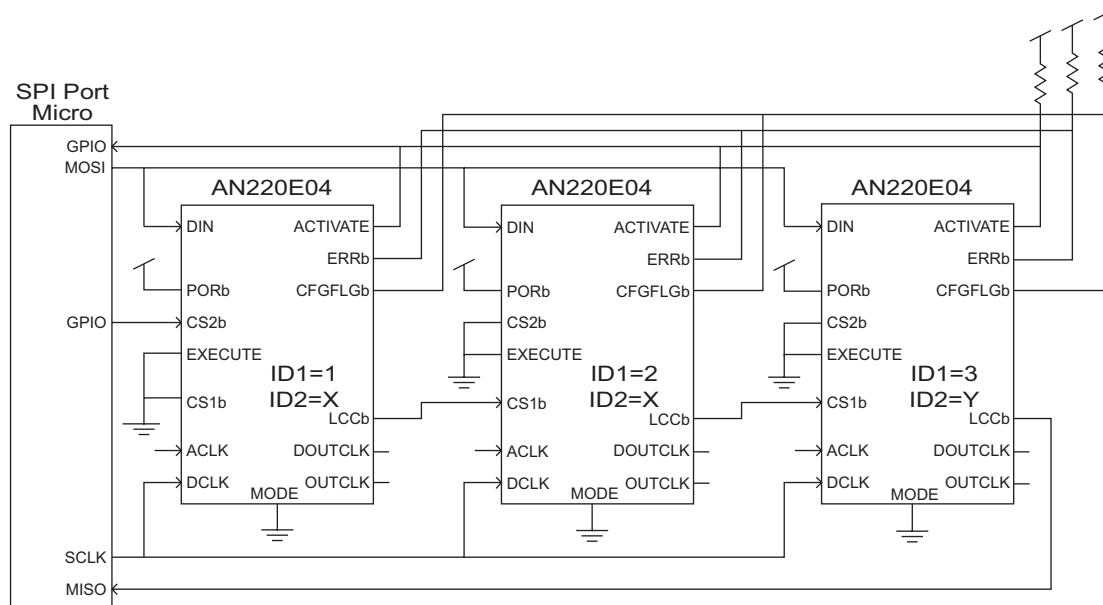 SPI Port
Micro
GPIO
MOSI
GPIO
SCLK
MISO
AN220E04
DIN
ACTIVATE
ERRb
PORb
CFGFLGb
CS2b
EXECUTE
ID1=1
ID2=X
CS1b
LCCb
ACLK
DOUTCLK
DCLK
OUTCLK
MODE
AN220E04
DIN
ACTIVATE
ERRb
PORb
CFGFLGb
CS2b
EXECUTE
ID1=2
ID2=X
CS1b
LCCb
ACLK
DOUTCLK
DCLK
OUTCLK
MODE
AN220E04
DIN
ACTIVATE
ERRb
PORb
CFGFLGb
CS2b
EXECUTE
ID1=3
ID2=Y
CS1b
LCCb
ACLK
DOUTCLK
DCLK
OUTCLK
MODE